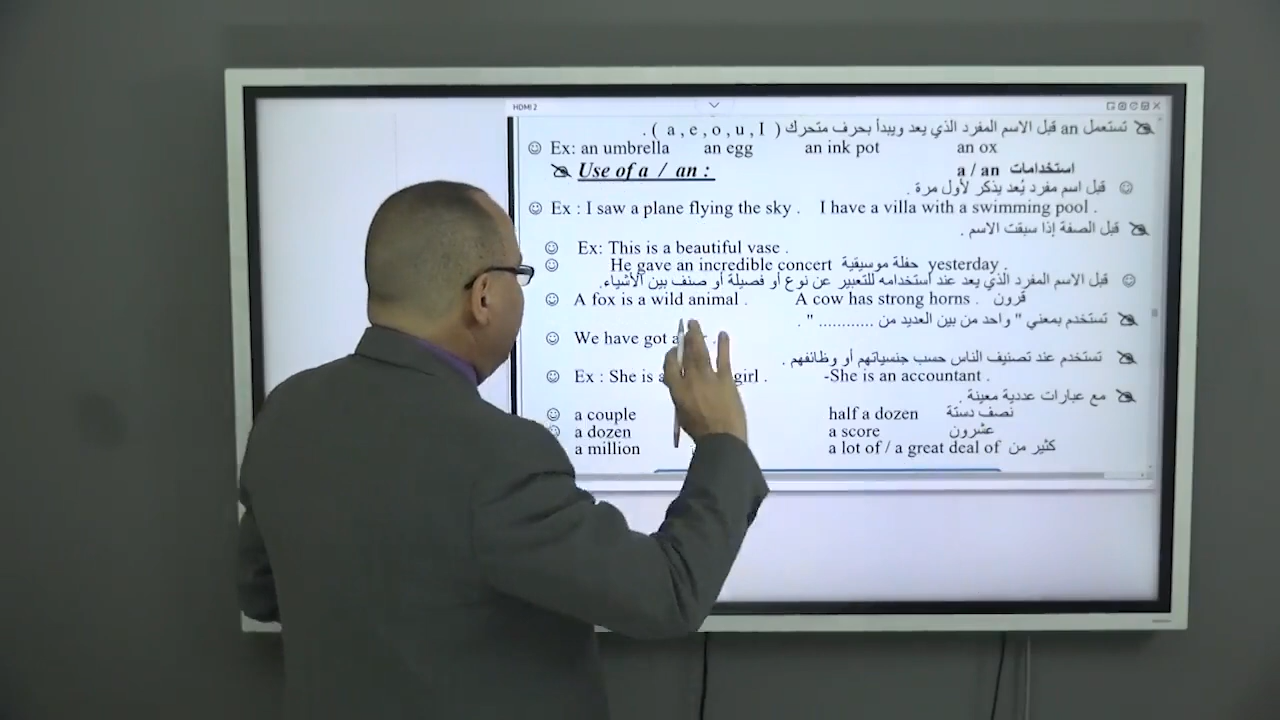 HDMI 2
تستعمل an قبل الاسم المفرد الذي يعد ويبدأ بحرف متحرك ( a , e , o , u , I ) .
Ex: an umbrella an egg an ink pot an ox
Use of a / an : a / an استخدامات
قبل اسم مفرد يُعد يذكر لأول مرة .
Ex : I saw a plane flying the sky . I have a villa with a swimming pool .
قبل الصفة إذا سبقت الاسم .
Ex: This is a beautiful vase .
He gave an incredible concert حفلة موسيقية yesterday .
قبل الاسم المفرد الذي يعد عند استخدامه للتعبير عن نوع أو فصيلة أو صنف بين الأشياء.
A fox is a wild animal . A cow has strong horns . قرون
تستخدم بمعني " واحد من بين العديد من ............ " .
We have got a
تستخدم عند تصنيف الناس حسب جنسياتهم أو وظائفهم .
Ex : She is a girl . -She is an accountant .
مع عبارات عددية معينة .
a couple half a dozen نصف دستة
a dozen a score عشرون
a million a lot of / a great deal of كثير من